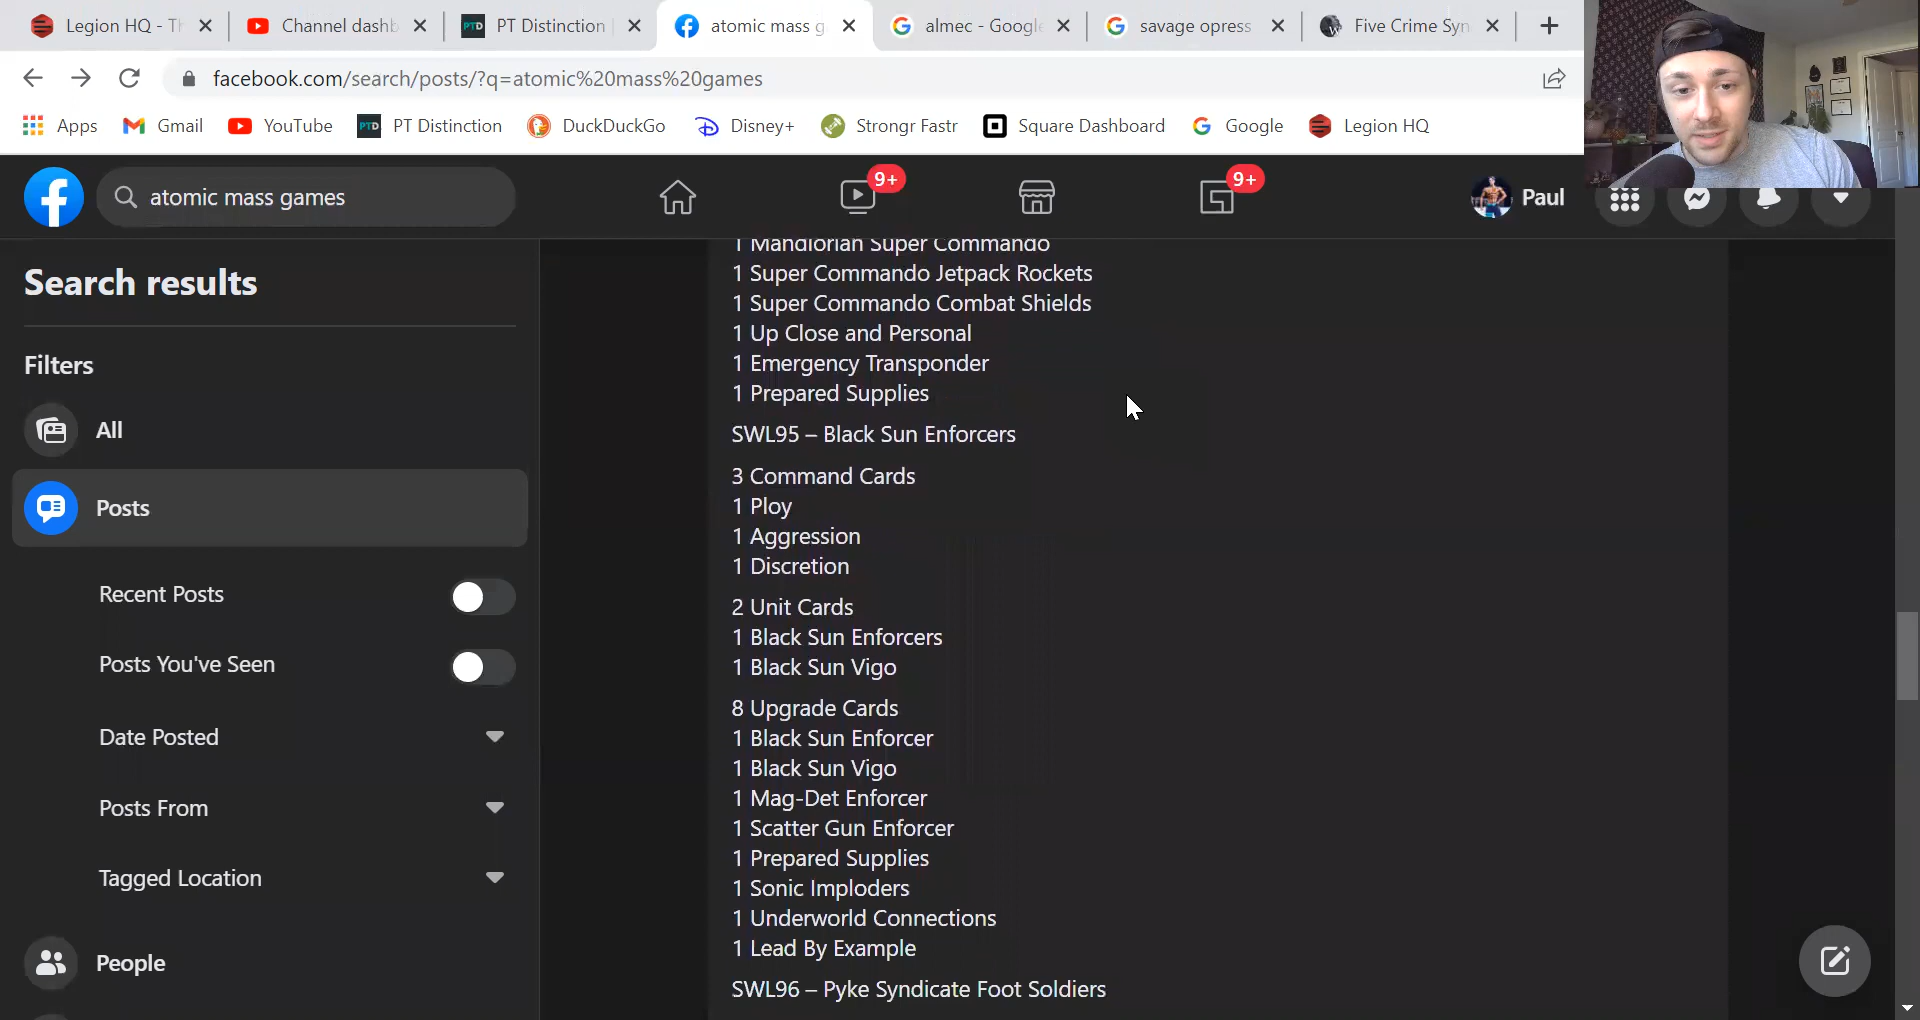 Legion HQ - Th
Channel dashb
PTD PT Distinction
atomic mass g
almec - Google
savage opress
Five Crime Syn
facebook.com/search/posts/?q=atomic%20mass%20games
Apps
Gmail
YouTube
PTD PT Distinction
DuckDuckGo
Disney+
Strongr Fastr
Square Dashboard
Google
Legion HQ
atomic mass games
9+
9+
Paul
Search results
Filters
All
Posts
Recent Posts
Posts You've Seen
Date Posted
Posts From
Tagged Location
People
1 Mandlorian Super Commando
1 Super Commando Jetpack Rockets
1 Super Commando Combat Shields
1 Up Close and Personal
1 Emergency Transponder
1 Prepared Supplies
SWL95 – Black Sun Enforcers
3 Command Cards
1 Ploy
1 Aggression
1 Discretion
2 Unit Cards
1 Black Sun Enforcers
1 Black Sun Vigo
8 Upgrade Cards
1 Black Sun Enforcer
1 Black Sun Vigo
1 Mag-Det Enforcer
1 Scatter Gun Enforcer
1 Prepared Supplies
1 Sonic Imploders
1 Underworld Connections
1 Lead By Example
SWL96 – Pyke Syndicate Foot Soldiers